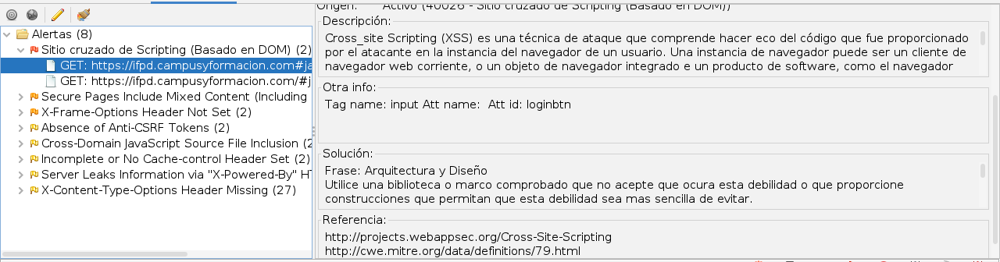 Alertas (8)
Sitio cruzado de Scripting (Basado en DOM) (2)
GET: https://ifpd.campusyformacion.com#ja
GET: https://ifpd.campusyformacion.com/#j
Secure Pages Include Mixed Content (Including
X-Frame-Options Header Not Set (2)
Absence of Anti-CSRF Tokens (2)
Cross-Domain JavaScript Source File Inclusion (2
Incomplete or No Cache-control Header Set (2)
Server Leaks Information via "X-Powered-By" HT
X-Content-Type-Options Header Missing (27)
Origen: Activo (40026 - Sitio cruzado de Scripting (Basado en DOM))
Descripción:
Cross_site Scripting (XSS) es una técnica de ataque que comprende hacer eco del código que fue proporcionado
por el atacante en la instancia del navegador de un usuario. Una instancia de navegador puede ser un cliente de
navegador web corriente, o un objeto de navegador integrado e un producto de software, como el navegador
Otra info:
Tag name: input Att name:  Att id: loginbtn
Solución:
Frase: Arquitectura y Diseño
Utilice una biblioteca o marco comprobado que no acepte que ocura esta debilidad o que proporcione
construcciones que permitan que esta debilidad sea mas sencilla de evitar.
Referencia:
http://projects.webappsec.org/Cross-Site-Scripting
http://cwe.mitre.org/data/definitions/79.html